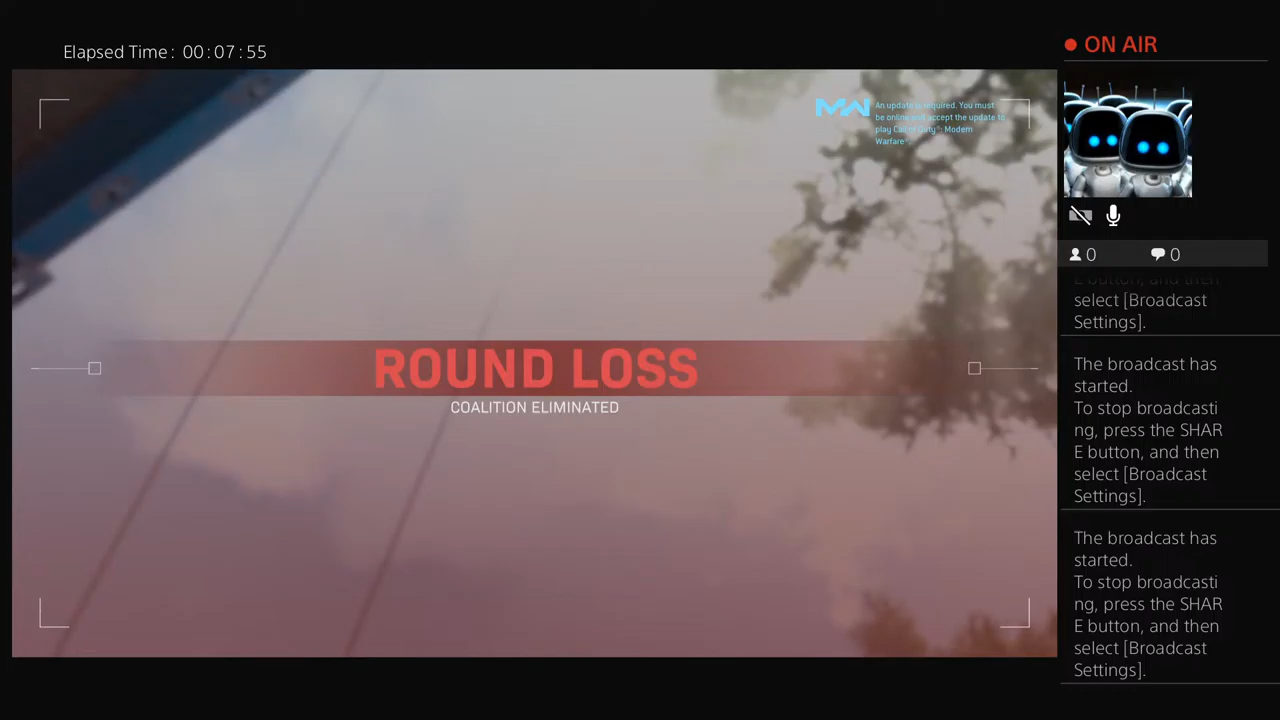 Elapsed Time: 00:07:55
ON AIR
MW
An update is required. You must
be online and accept the update to
play Call of Duty®: Modern
Warfare®.
0 0
E button, and then
select [Broadcast
Settings].
ROUND LOSS
COALITION ELIMINATED
The broadcast has
started.
To stop broadcasti
ng, press the SHAR
E button, and then
select [Broadcast
Settings].
The broadcast has
started.
To stop broadcasti
ng, press the SHAR
E button, and then
select [Broadcast
Settings].